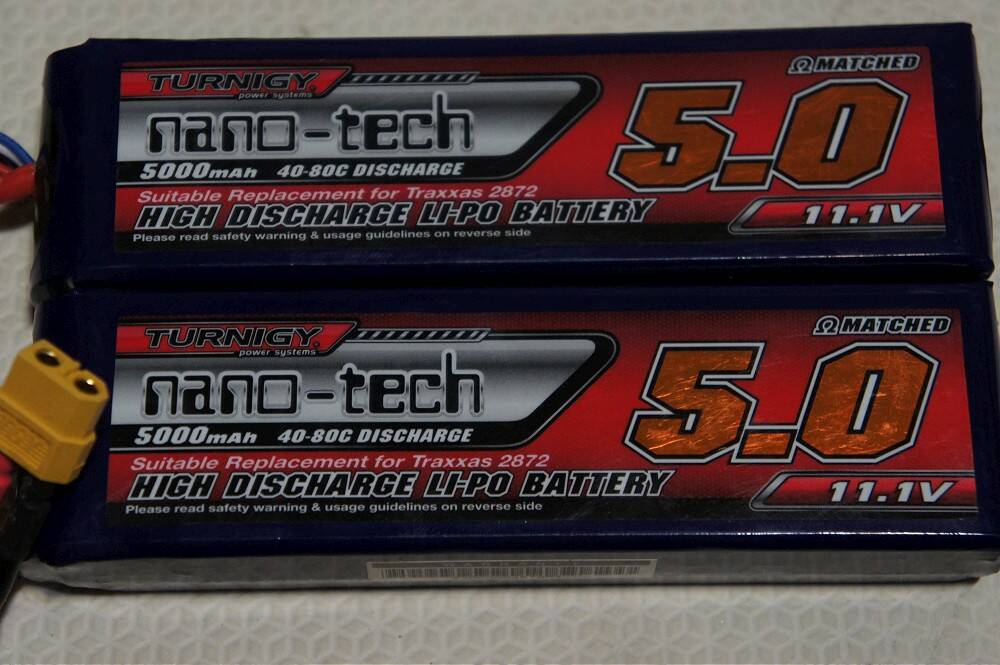 TURNIGY
power systems
nano-tech
5000mAh 40-80C DISCHARGE
Suitable Replacement for Traxxas 2872
HIGH DISCHARGE LI-PO BATTERY
Please read safety warning & usage guidelines on reverse side
Ω MATCHED
5.0
11.1V
TURNIGY
power systems
nano-tech
5000mAh 40-80C DISCHARGE
Suitable Replacement for Traxxas 2872
HIGH DISCHARGE LI-PO BATTERY
Please read safety warning & usage guidelines on reverse side
Ω MATCHED
5.0
11.1V